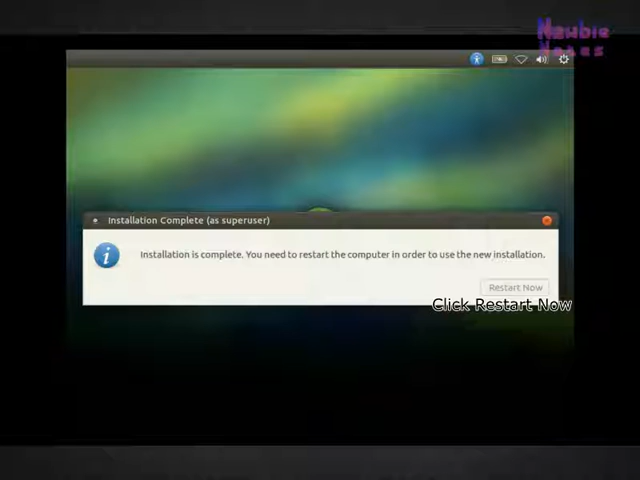 Newbie
Notes
Installation Complete (as superuser)
Installation is complete. You need to restart the computer in order to use the new installation.
Restart Now
Click Restart Now